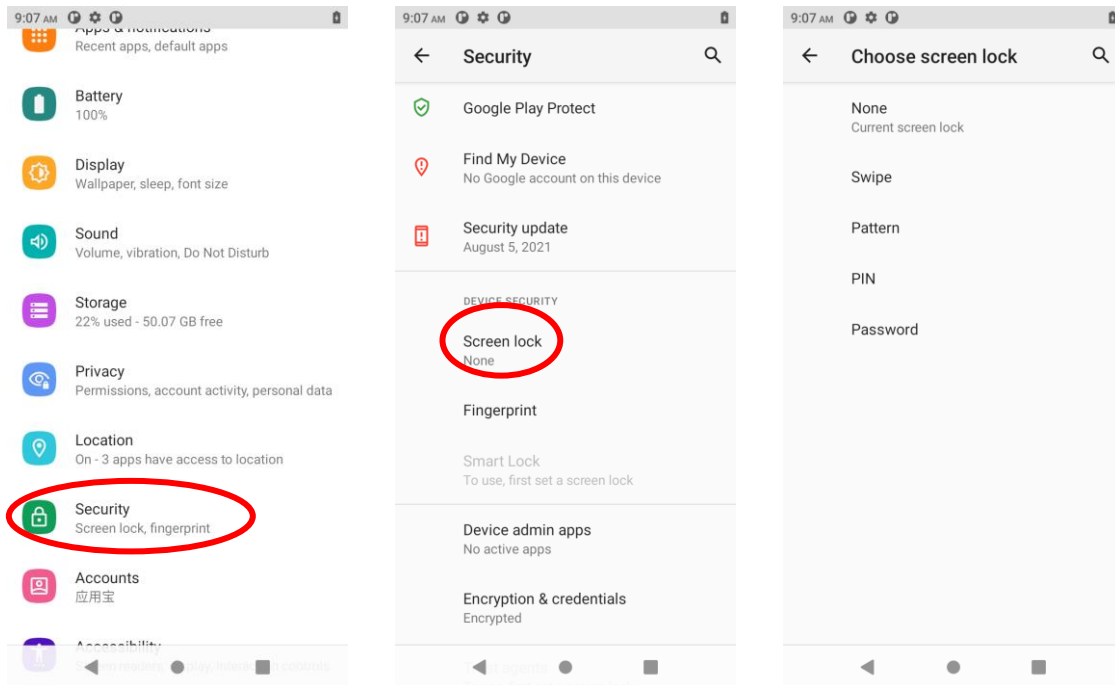 9:07 AM
Apps & notifications
Recent apps, default apps
Battery
100%
Display
Wallpaper, sleep, font size
Sound
Volume, vibration, Do Not Disturb
Storage
22% used - 50.07 GB free
Privacy
Permissions, account activity, personal data
Location
On - 3 apps have access to location
Security
Screen lock, fingerprint
Accounts
应用宝
Accessibility
9:07 AM
Security
Google Play Protect
Find My Device
No Google account on this device
Security update
August 5, 2021
DEVICE SECURITY
Screen lock
None
Fingerprint
Smart Lock
To use, first set a screen lock
Device admin apps
No active apps
Encryption & credentials
Encrypted
9:07 AM
Choose screen lock
None
Current screen lock
Swipe
Pattern
PIN
Password